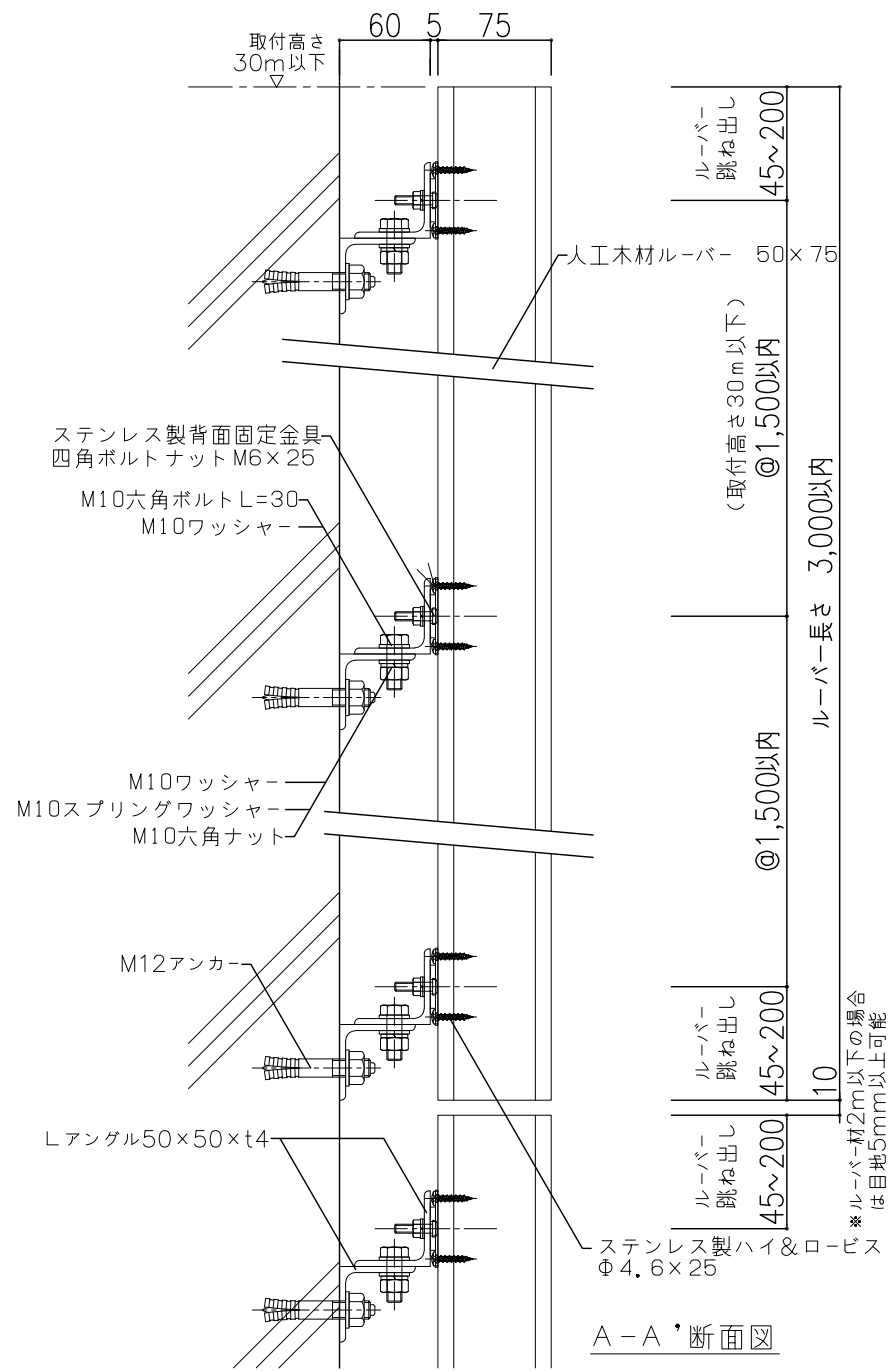 60 5 75
取付高さ
30m以下
ルーバー
跳ね出し
45~200
人工木材ルーバー 50×75
(取付高さ30m以下)
@1,500以内
ステンレス製背面固定金具
四角ボルトナットM6×25
M10六角ボルトL=30
M10ワッシャー
ルーバー長さ 3,000以内
M10ワッシャー
M10スプリングワッシャー
M10六角ナット
@1,500以内
M12アンカー
ルーバー
跳ね出し
45~200
10
※ルーバー材2m以下の場合
は目地5mm以上可能
Lアングル50×50×t4
ルーバー
跳ね出し
45~200
ステンレス製ハイ&ロービス
Φ4.6×25
A-A'断面図